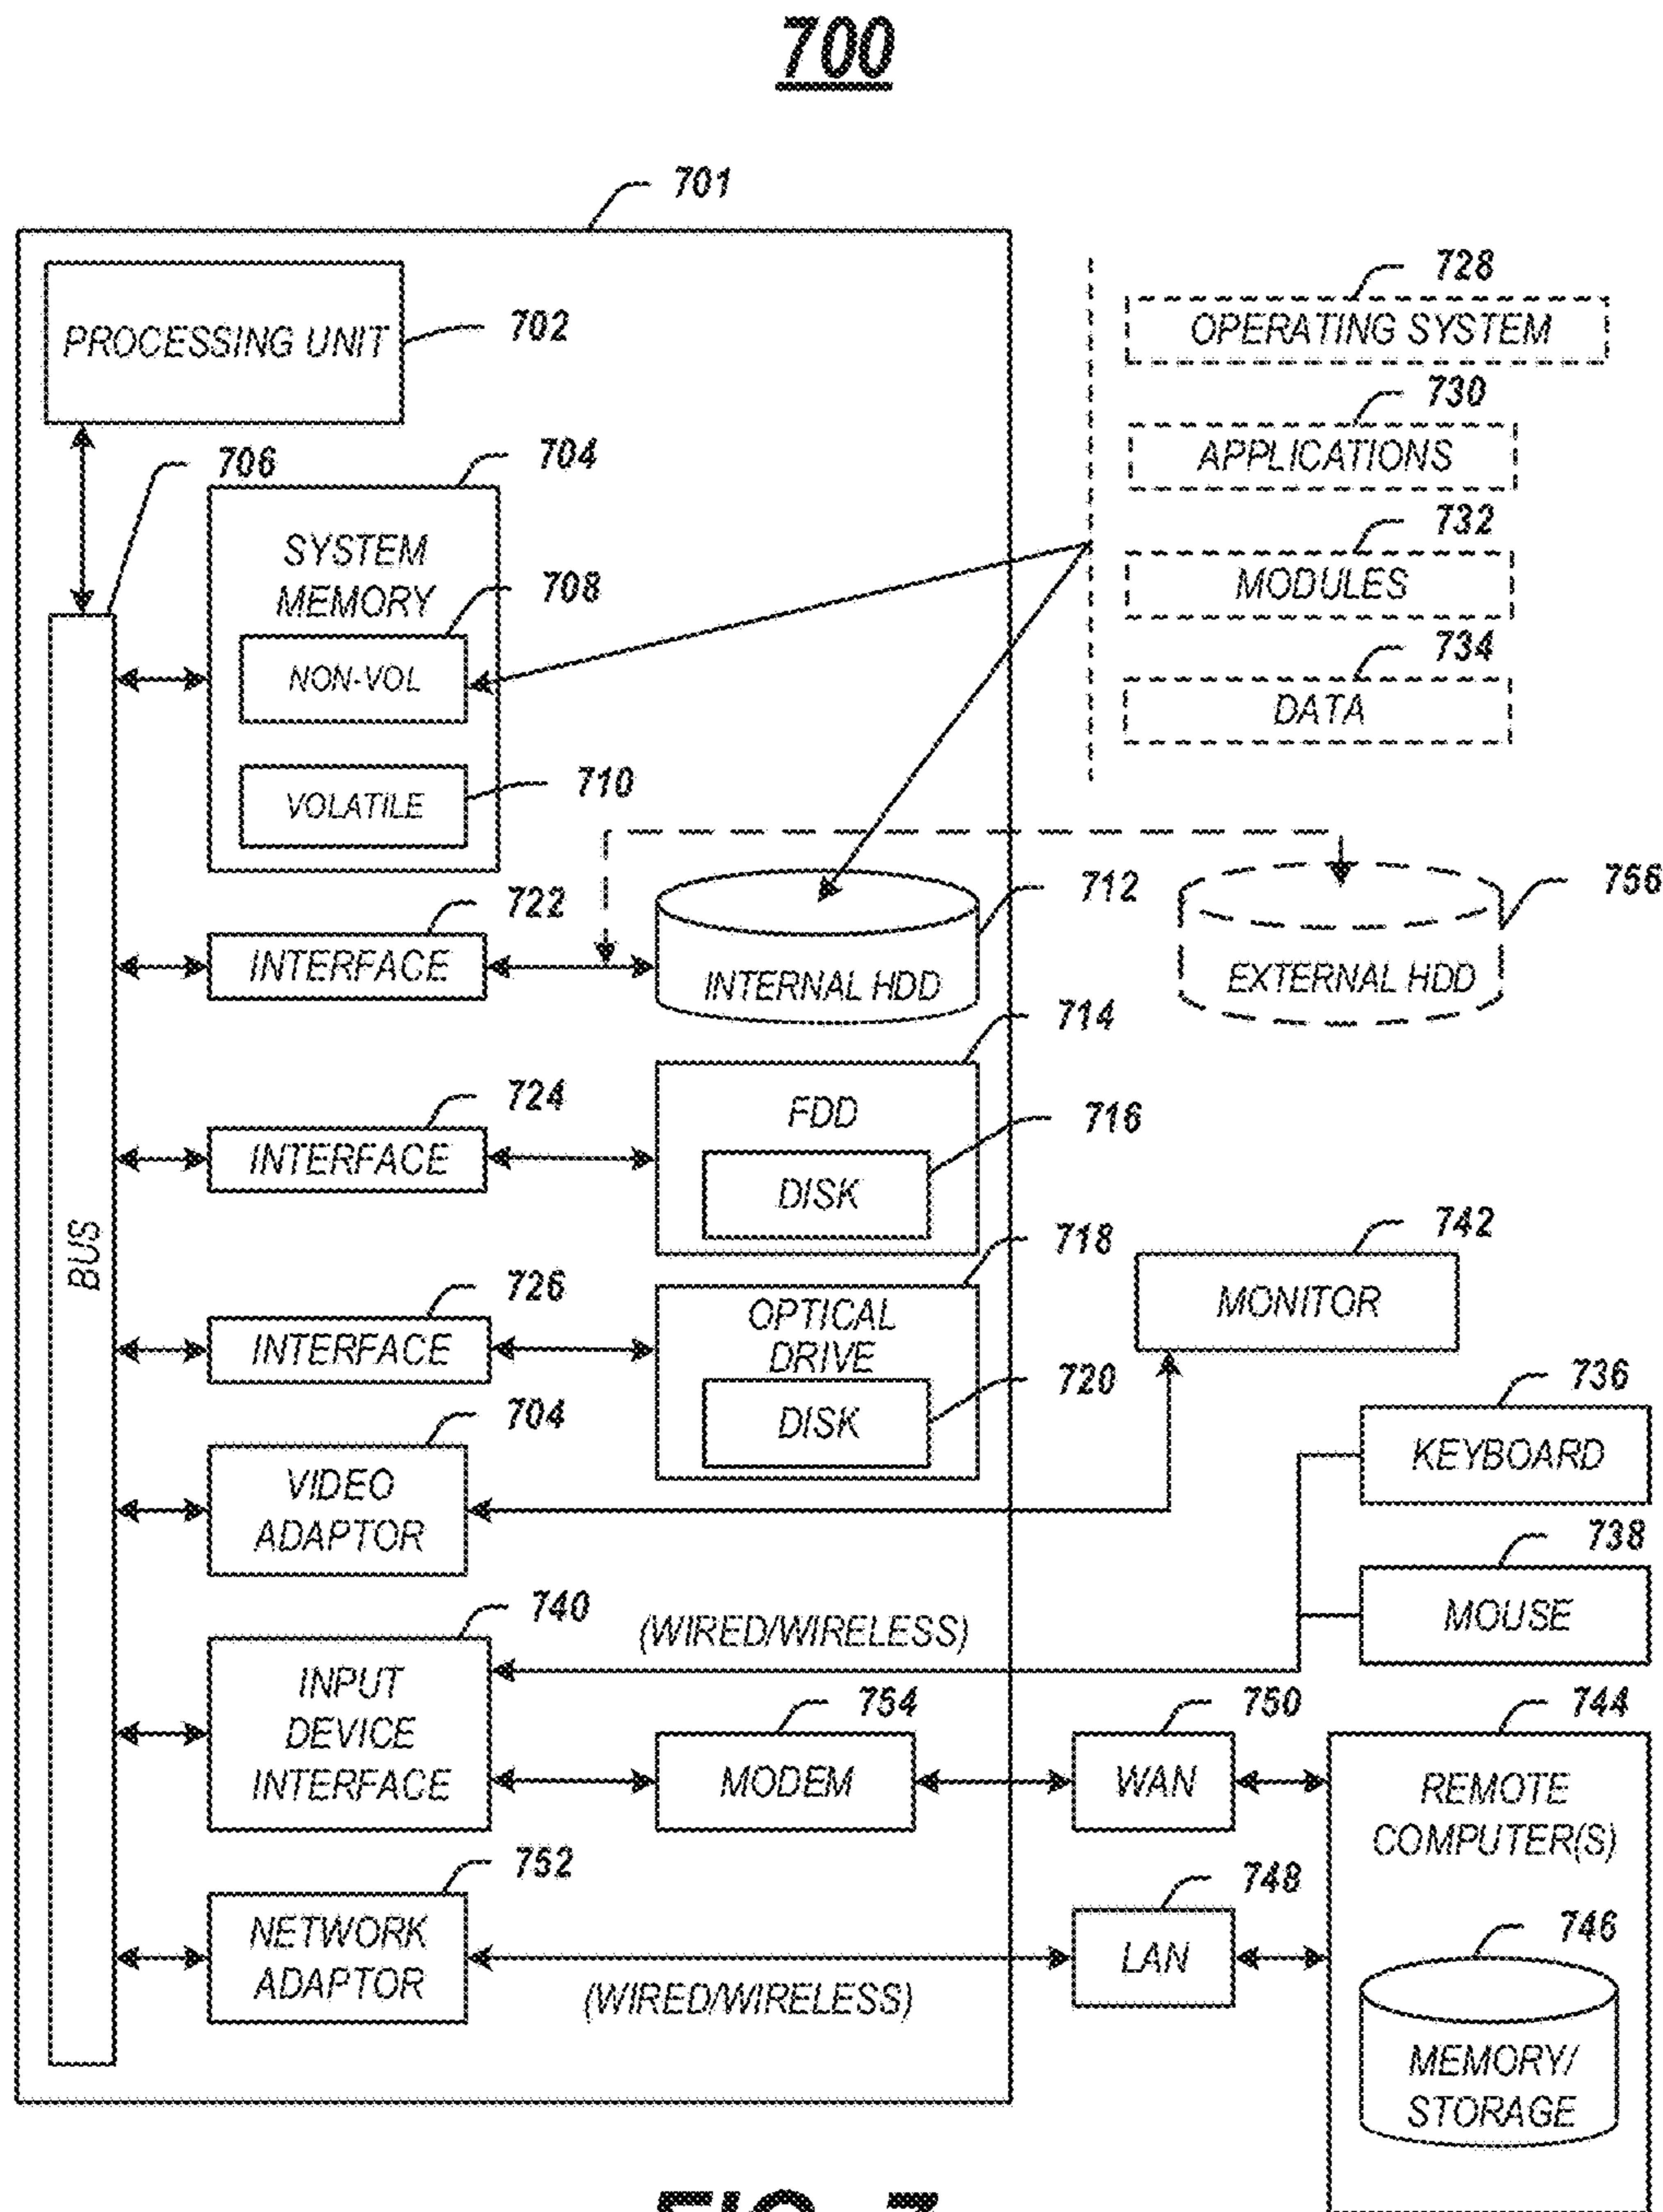 700
701
PROCESSING UNIT
702
728
OPERATING SYSTEM
730
APPLICATIONS
732
MODULES
734
DATA
706
704
SYSTEM
MEMORY
708
NON-VOL
710
VOLATILE
722
INTERFACE
712
INTERNAL HDD
756
EXTERNAL HDD
714
FDD
716
DISK
724
INTERFACE
BUS
718
OPTICAL
DRIVE
720
DISK
726
INTERFACE
742
MONITOR
704
VIDEO
ADAPTOR
736
KEYBOARD
738
MOUSE
740
INPUT
DEVICE
INTERFACE
(WIRED/WIRELESS)
754
MODEM
750
WAN
744
REMOTE
COMPUTER(S)
752
NETWORK
ADAPTOR
(WIRED/WIRELESS)
748
LAN
746
MEMORY/
STORAGE
FIG. 7